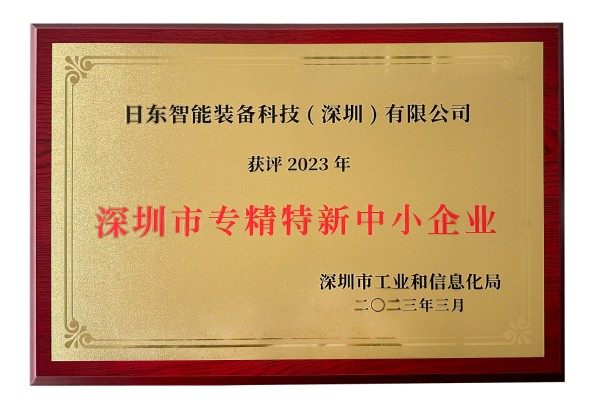 日东智能装备科技(深圳)有限公司
获评 2023 年
深圳市专精特新中小企业
深圳市工业和信息化局
二〇二三年三月